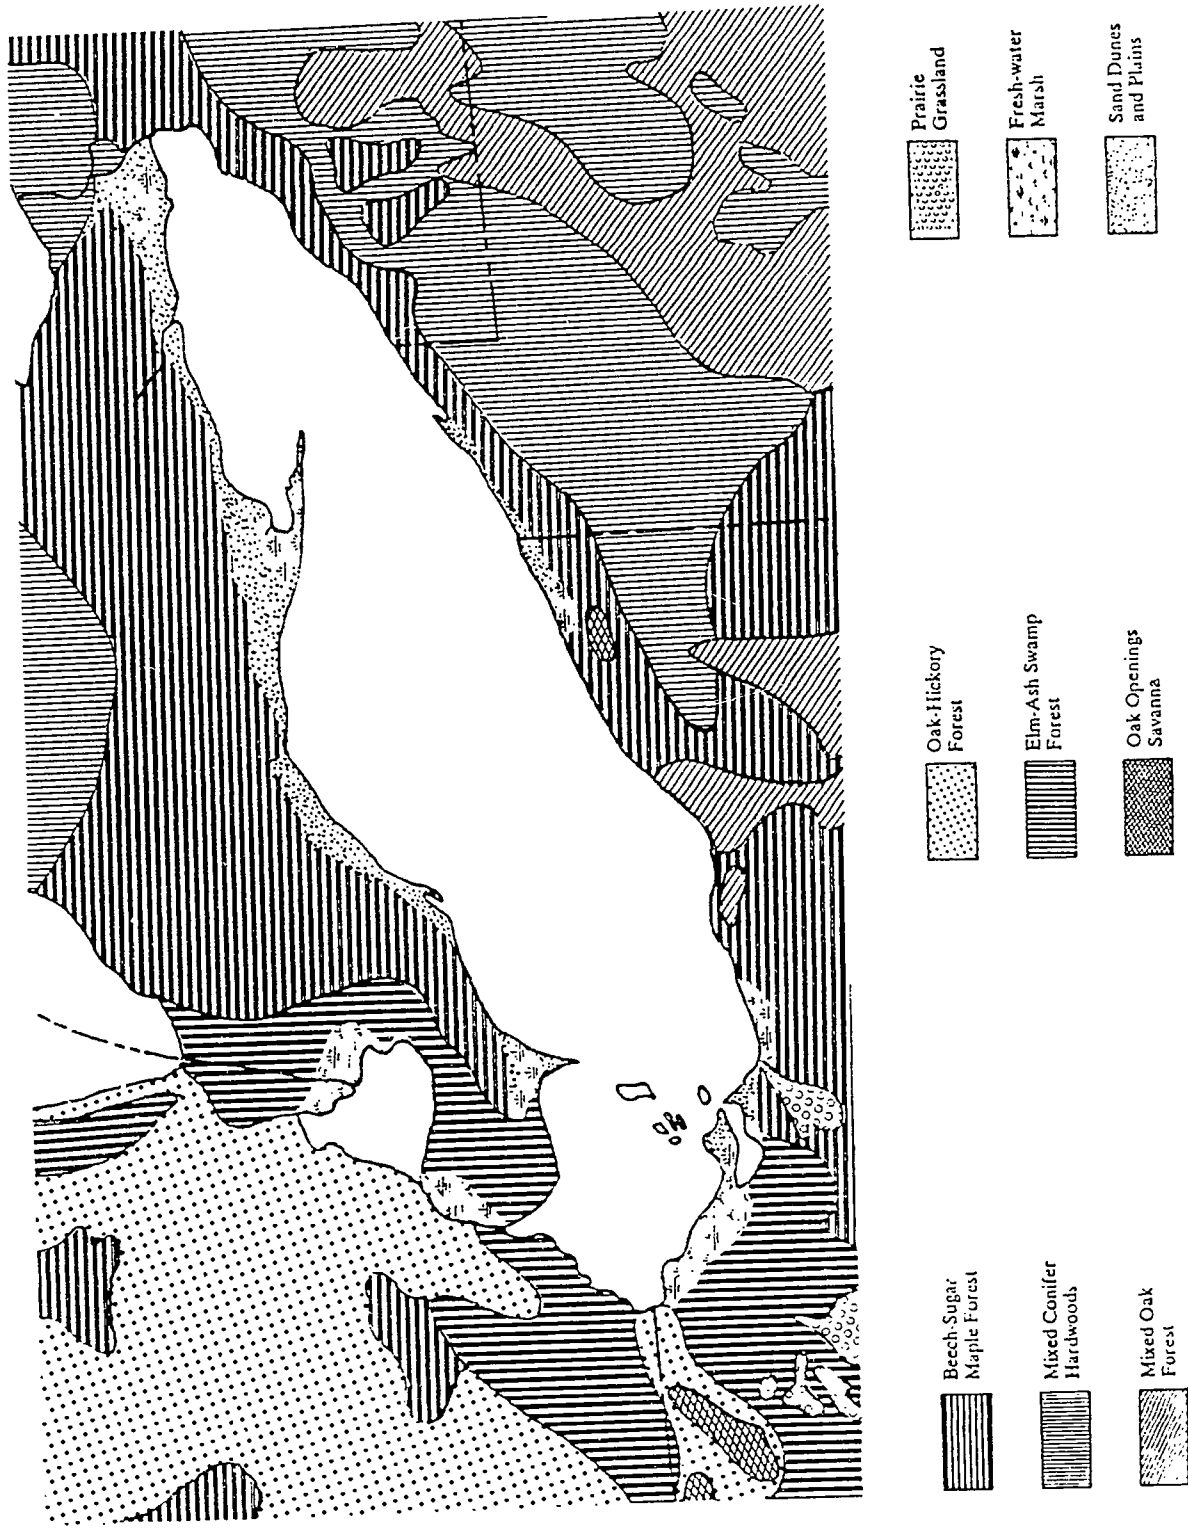 Beech-Sugar
Maple Forest
Mixed Conifer
Hardwoods
Mixed Oak
Forest
Oak-Hickory
Forest
Elm-Ash Swamp
Forest
Oak Openings
Savanna
Prairie
Grassland
Fresh-water
Marsh
Sand Dunes
and Plains